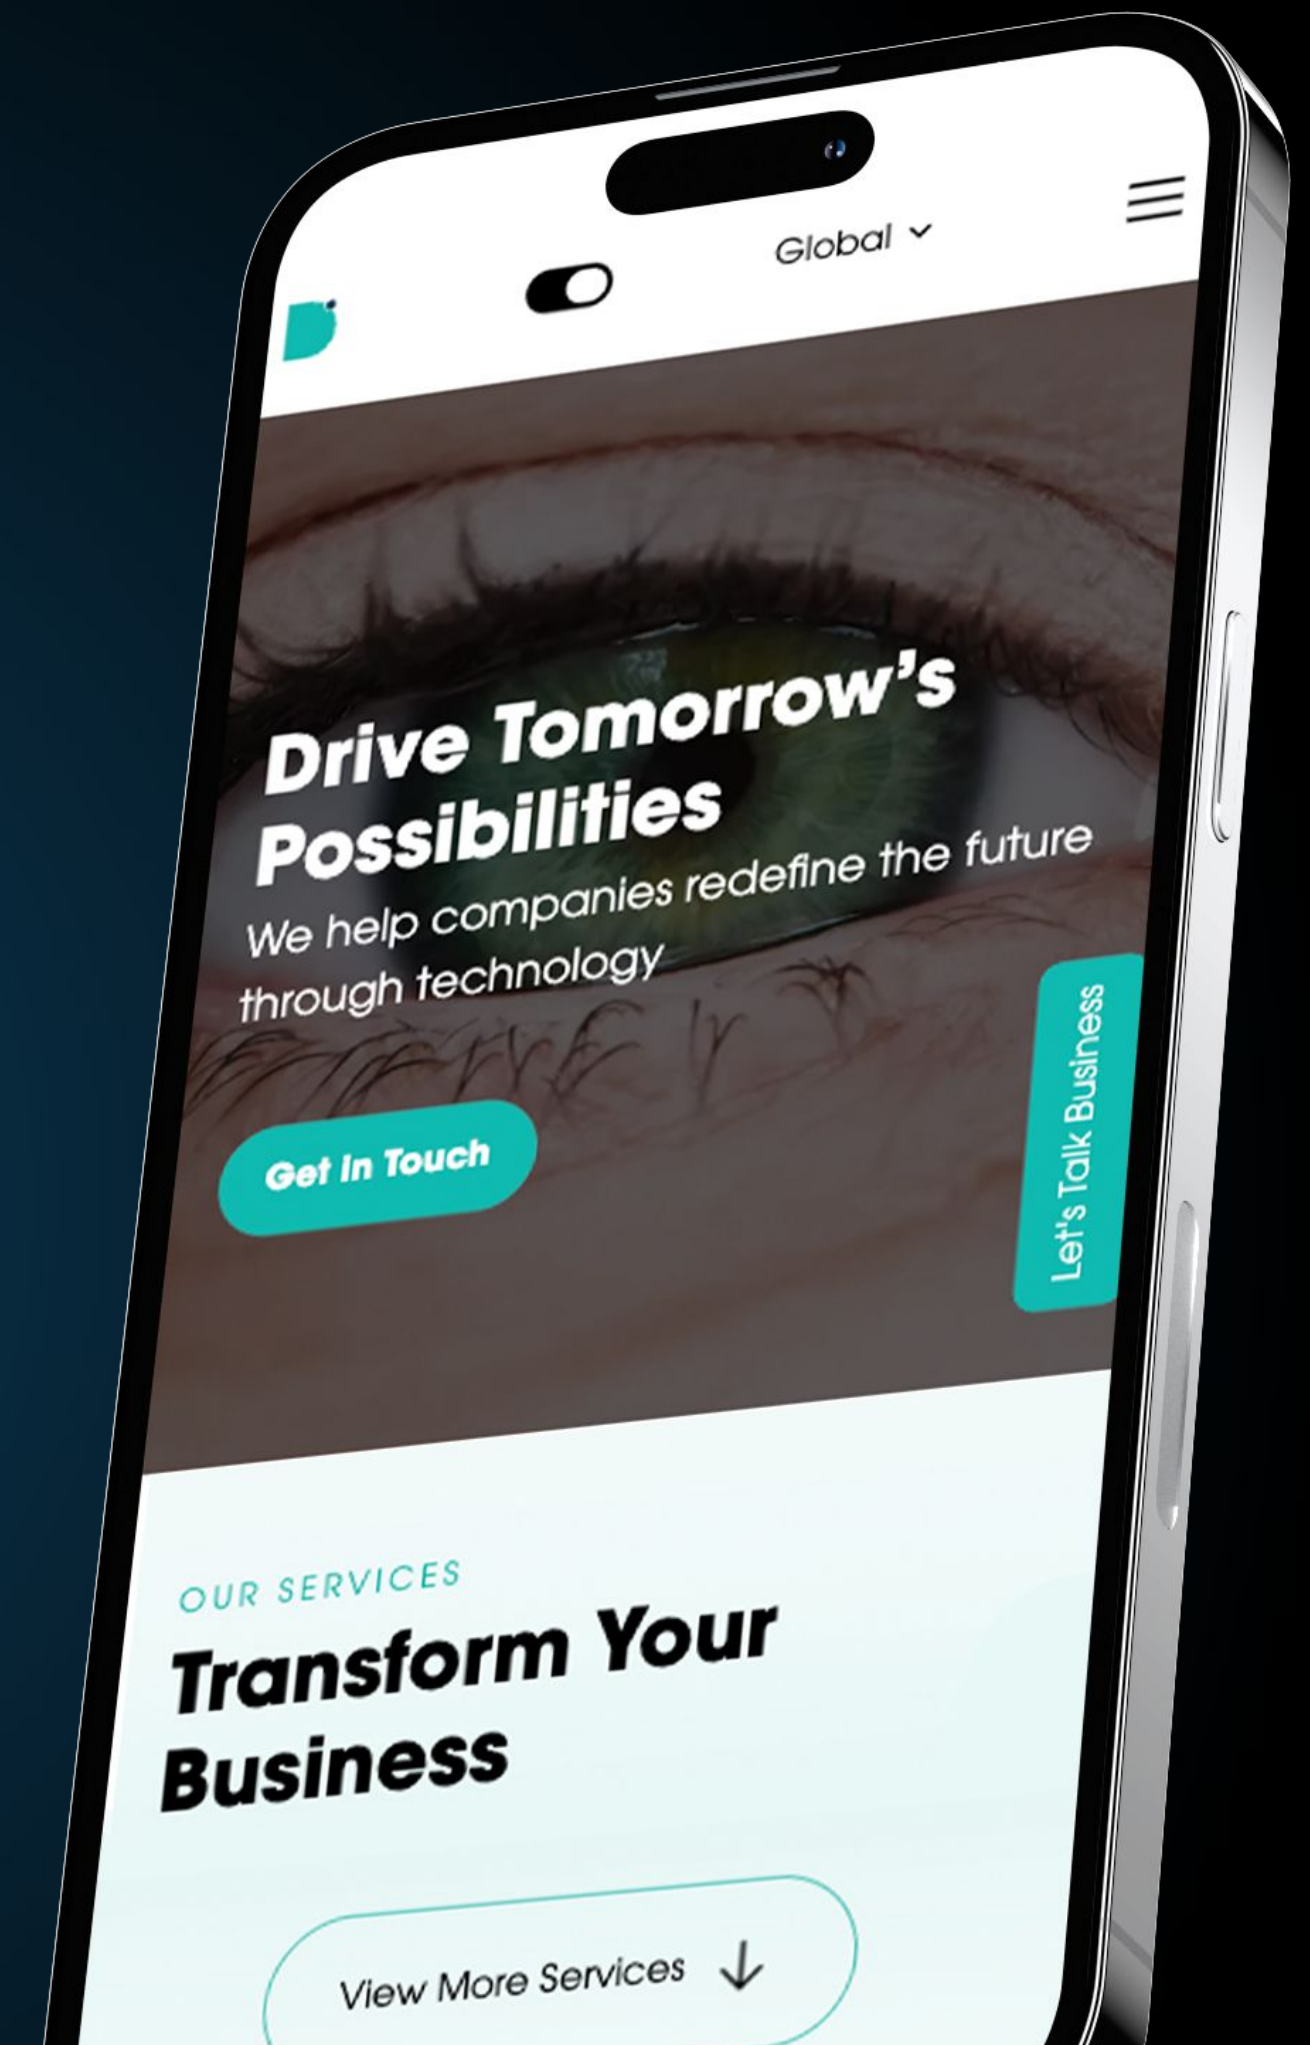 Global
Drive Tomorrow's
Possibilities
We help companies redefine the future
through technology
Get in Touch
Let's Talk Business
OUR SERVICES
Transform Your
Business
View More Services